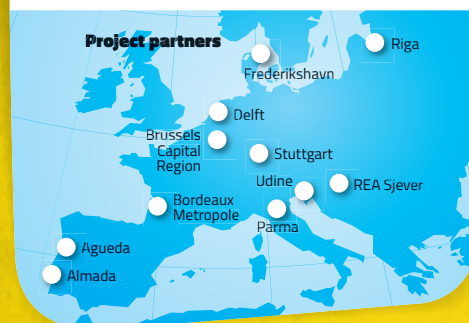 Project partners
Riga
Frederikshavn
Delft
Brussels
Capital
Region
Stuttgart
Udine
REA Sjever
Bordeaux
Metropole
Parma
Agueda
Almada